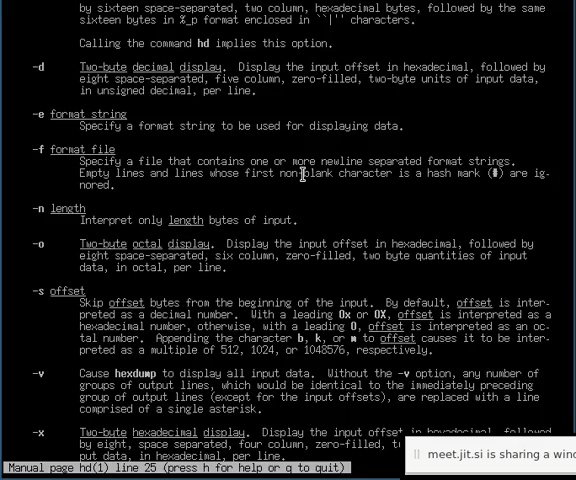 by sixteen space-separated, two column, hexadecimal bytes, followed by the same
sixteen bytes in %_p format enclosed in ``|'' characters.
Calling the command hd implies this option.
-d Two-byte decimal display. Display the input offset in hexadecimal, followed by
eight space-separated, five column, zero-filled, two-byte units of input data,
in unsigned decimal, per line.
-e format string
Specify a format string to be used for displaying data.
-f format file
Specify a file that contains one or more newline separated format strings.
Empty lines and lines whose first non-blank character is a hash mark (#) are ig-
nored.
-n length
Interpret only length bytes of input.
-o Two-byte octal display. Display the input offset in hexadecimal, followed by
eight space-separated, six column, zero-filled, two byte quantities of input
data, in octal, per line.
-s offset
Skip offset bytes from the beginning of the input. By default, offset is inter-
preted as a decimal number. With a leading 0x or 0X, offset is interpreted as a
hexadecimal number, otherwise, with a leading 0, offset is interpreted as an oc-
tal number. Appending the character b, k, or m to offset causes it to be inter-
preted as a multiple of 512, 1024, or 1048576, respectively.
-v Cause hexdump to display all input data. Without the -v option, any number of
groups of output lines, which would be identical to the immediately preceding
group of output lines (except for the input offsets), are replaced with a line
comprised of a single asterisk.
-x Two-byte hexadecimal display. Display the input offset in hexadecimal, followed
by eight, space separated, four column, zero-filled,
put data, in hexadecimal, per line.
Manual page hd(1) line 25 (press h for help or q to quit)
meet.jit.si is sharing a